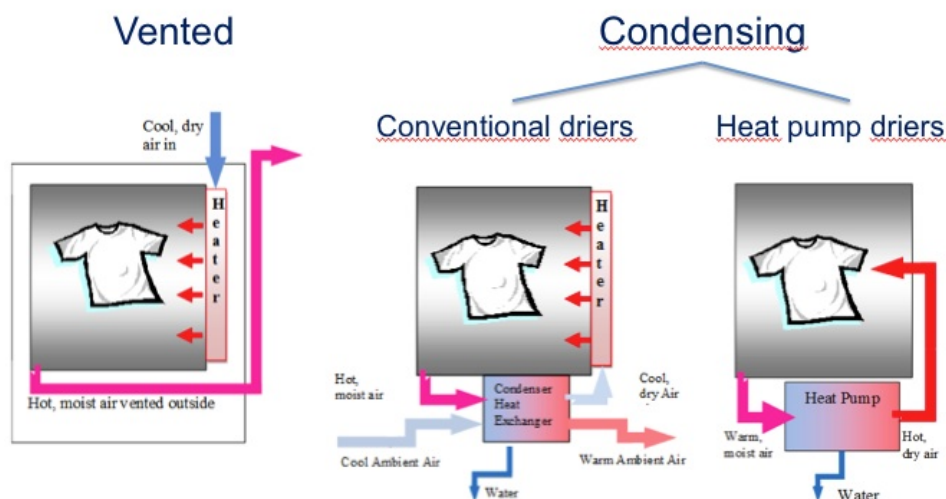 Vented
Condensing
Conventional driers
Heat pump driers
Cool, dry
air in
Heater
Hot, moist air vented outside
Heater
Hot,
moist air
Condenser
Heat
Exchanger
Cool,
dry Air
Cool Ambient Air
Warm Ambient Air
Water
Heat Pump
Warm,
moist air
Hot,
dry air
Water